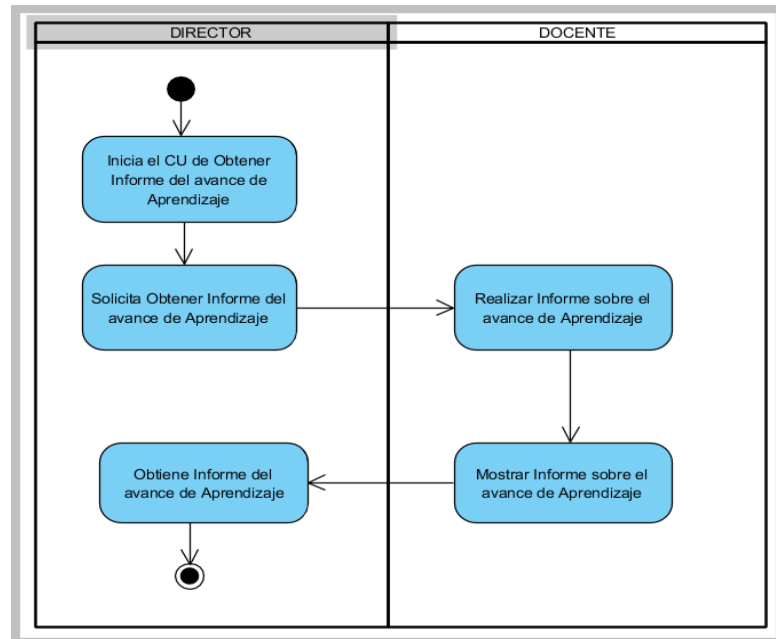 DIRECTOR
DOCENTE
Inicia el CU de Obtener
Informe del avance de
Aprendizaje
Solicita Obtener Informe del
avance de Aprendizaje
Realizar Informe sobre el
avance de Aprendizaje
Obtiene Informe del
avance de Aprendizaje
Mostrar Informe sobre el
avance de Aprendizaje